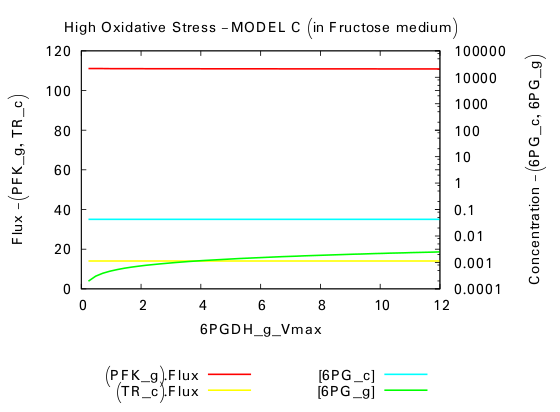 High Oxidative Stress –MODEL C (in Fructose medium)
120
100
80
60
40
20
0
100000
10000
1000
100
10
1
0.1
0.01
0.001
0.0001
0 2 4 6 8 10 12
Flux –(PFK_g, TR_c)
Concentration –(6PG_c, 6PG_g)
6PGDH_g_Vmax
(PFK_g).Flux
(TR_c).Flux
[6PG_c]
[6PG_g]